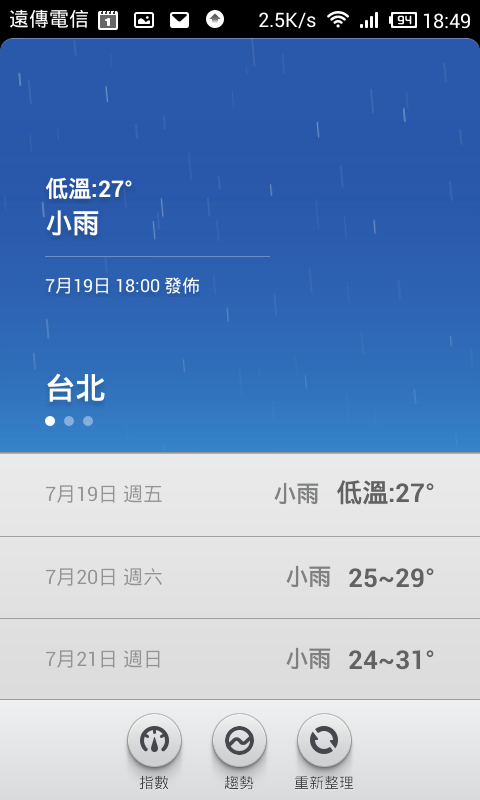 遠傳電信 1 2.5K/s 94 18:49
低溫:27°
小雨
7月19日 18:00 發佈
台北
7月19日 週五 小雨 低溫:27°
7月20日 週六 小雨 25~29°
7月21日 週日 小雨 24~31°
指數 趨勢 重新整理